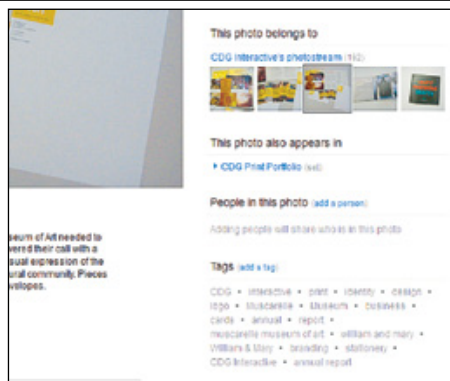 This photo belongs to
CDG Interactive's photostream (162)
This photo also appears in
CDG Print Portfolio (set)
People in this photo (add a person)
Adding people will share who is in this photo
seum of Art needed to
wered their call with a
sual expression of the
ural community. Pieces
velopes.
Tags (add a tag)
CDG • interactive • print • identity • design •
logo • Muscarelle • Museum • business •
cards • annual • report •
muscarelle museum of art • william and mary •
William & Mary • branding • stationery •
CDG Interactive • annual report